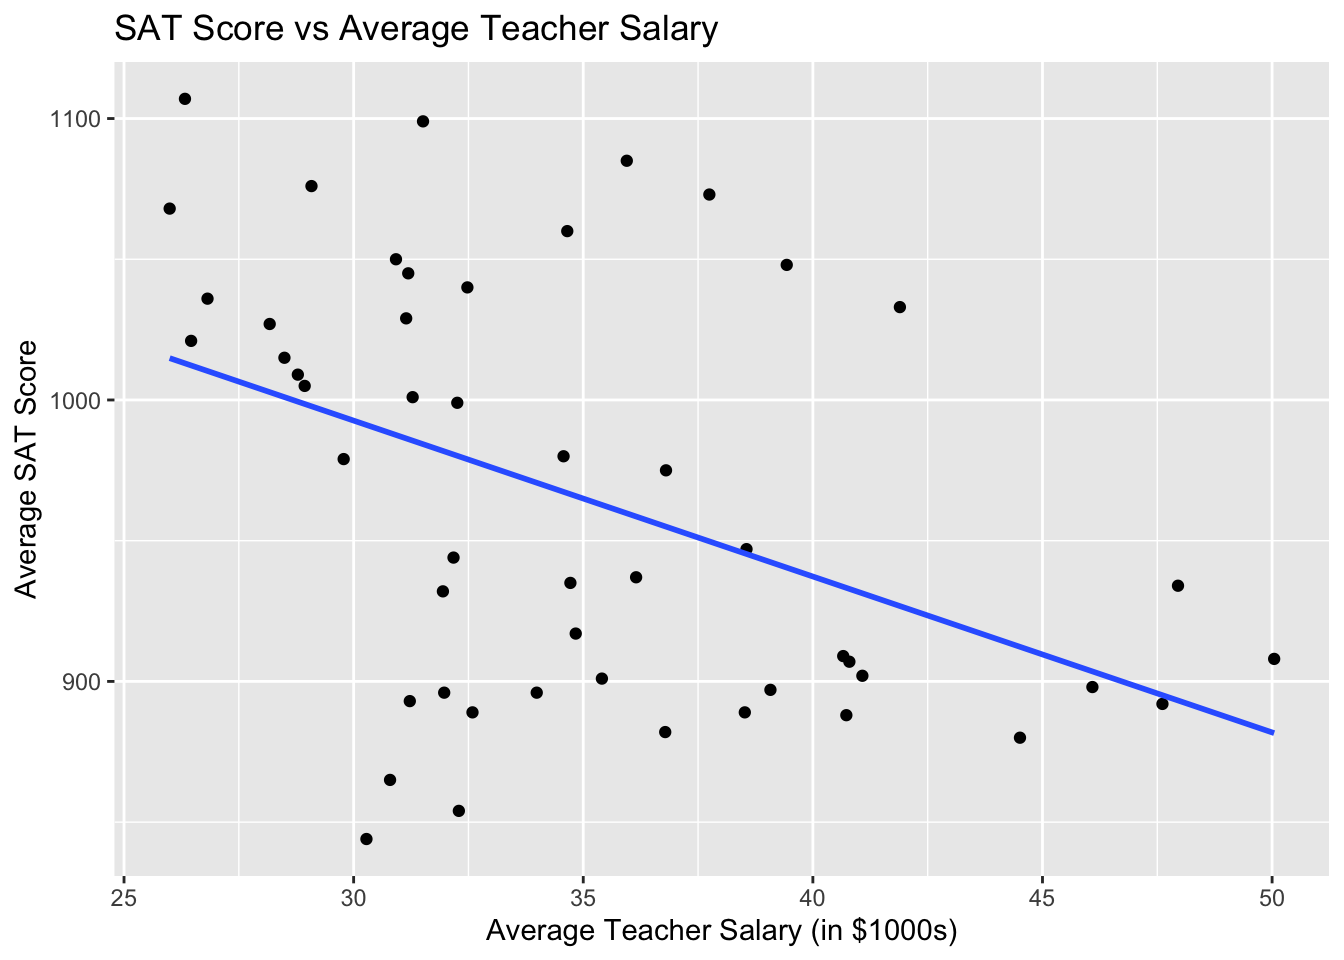 SAT Score vs Average Teacher Salary
1100
1000
900
Average SAT Score
25 30 35 40 45 50
Average Teacher Salary (in $1000s)